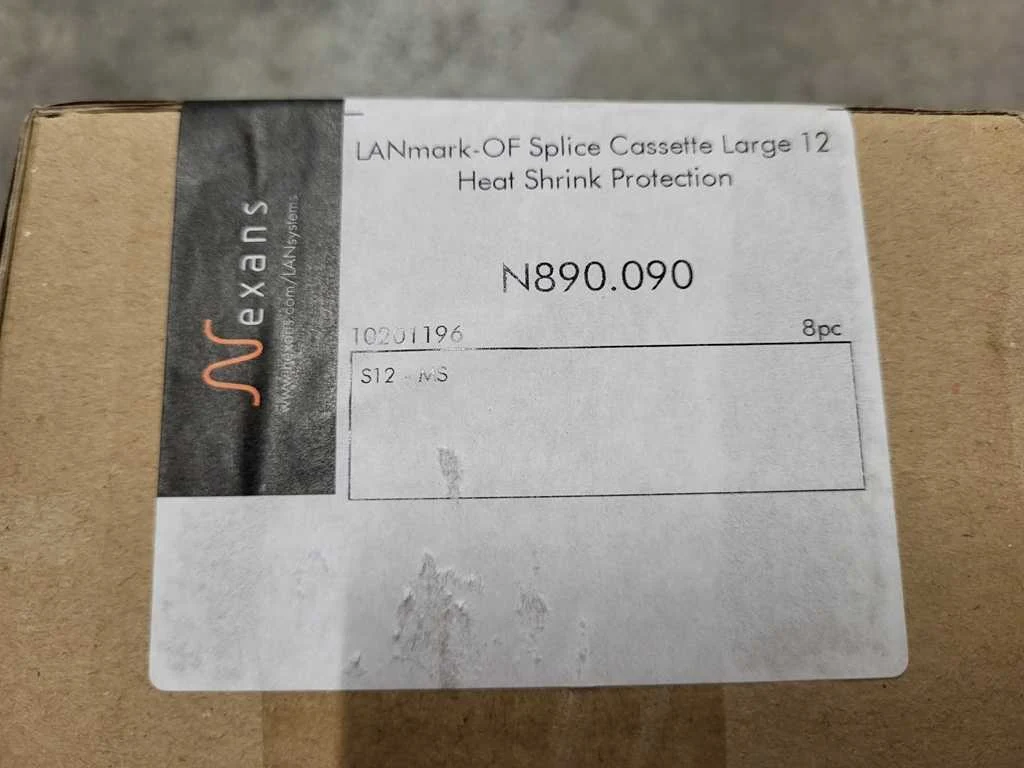 LANmark-OF Splice Cassette Large 12
Heat Shrink Protection
N890.090
10201196
8pc
S12 - MS
Nexans
www.nexans.com/LANsystems